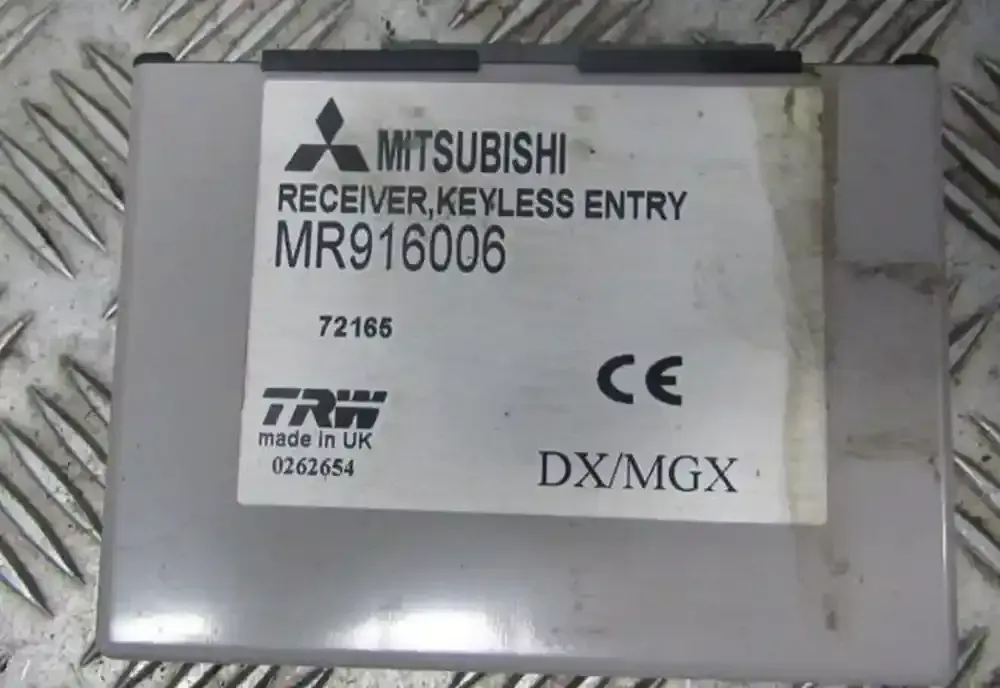 MITSUBISHI
RECEIVER,KEYLESS ENTRY
MR916006
72165
CE
TRW
made in UK
0262654
DX/MGX